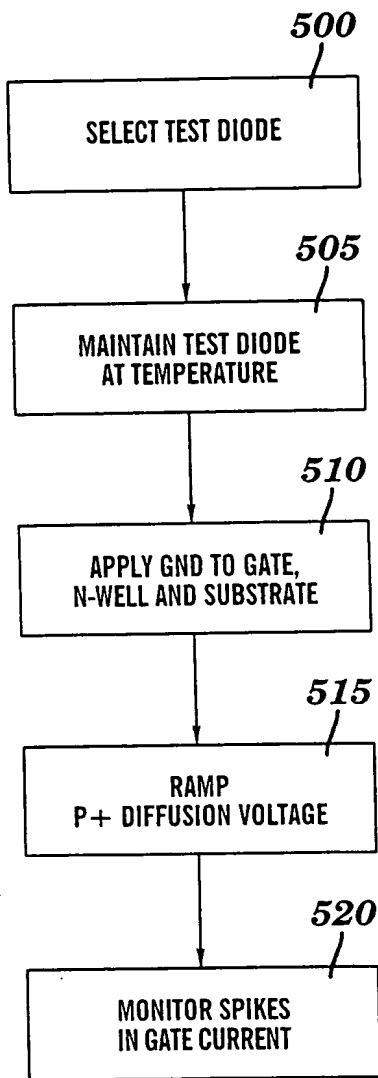 500
SELECT TEST DIODE
505
MAINTAIN TEST DIODE
AT TEMPERATURE
510
APPLY GND TO GATE,
N-WELL AND SUBSTRATE
515
RAMP
P+ DIFFUSION VOLTAGE
520
MONITOR SPIKES
IN GATE CURRENT